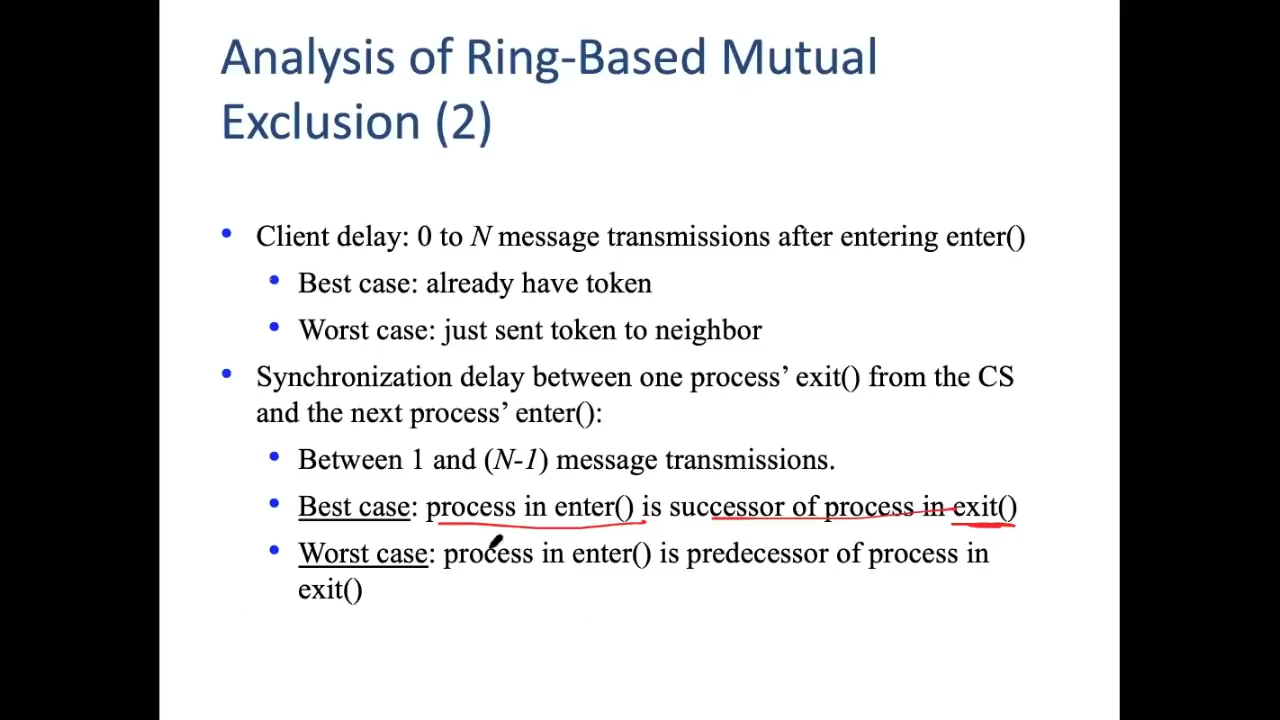 Analysis of Ring-Based Mutual
Exclusion (2)
• Client delay: 0 to N message transmissions after entering enter()
• Best case: already have token
• Worst case: just sent token to neighbor
• Synchronization delay between one process’ exit() from the CS
and the next process’ enter():
• Between 1 and (N-1) message transmissions.
• Best case: process in enter() is successor of process in exit()
• Worst case: process in enter() is predecessor of process in
exit()